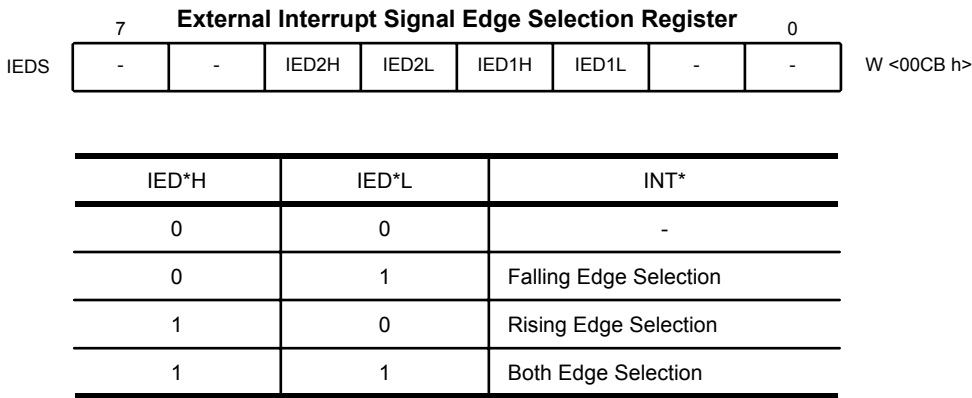 External Interrupt Signal Edge Selection Register
7 0
IEDS - - IED2H IED2L IED1H IED1L - - W <00CB h>
IED*H IED*L INT*
0 0 -
0 1 Falling Edge Selection
1 0 Rising Edge Selection
1 1 Both Edge Selection